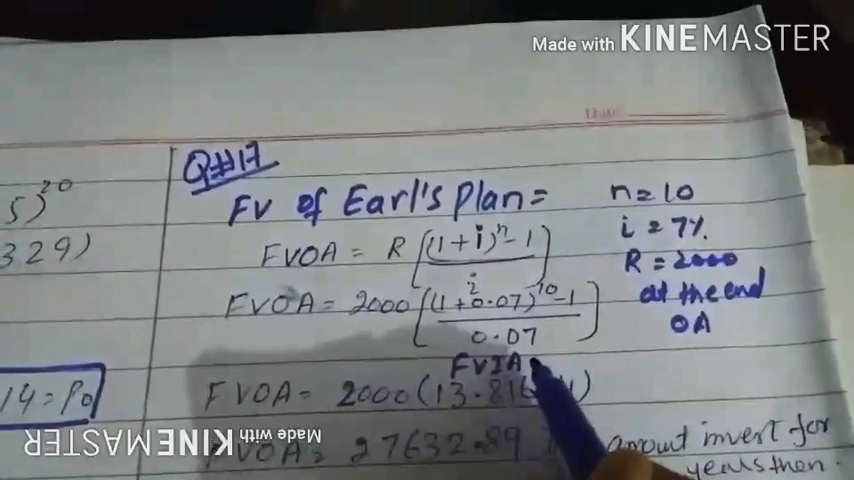 Made with KINEMASTER
Q#17
FV of Earl's Plan =
n = 10
FVOA = R [(1 + i)^n - 1 / i]
i = 7%
R = 2000
FVOA = 2000 [(1 + 0.07)^10 - 1 / 0.07]
at the end
OA
FVIA
FVOA = 2000 (13.816
FVOA = 27632.89
amount invest for
years then.
5)^20
329)
14 = P0
Made with KINEMASTER